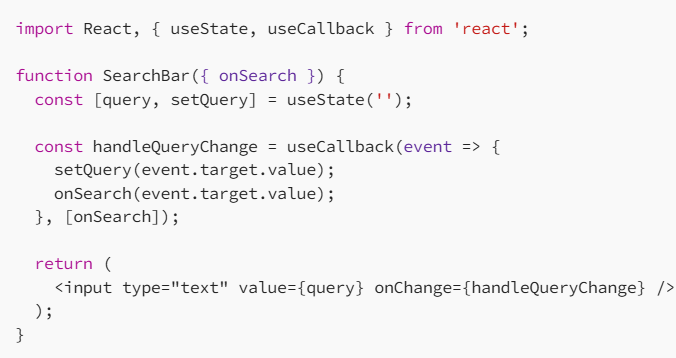 import React, { useState, useCallback } from 'react';

function SearchBar({ onSearch }) {
  const [query, setQuery] = useState('');

  const handleQueryChange = useCallback(event => {
    setQuery(event.target.value);
    onSearch(event.target.value);
  }, [onSearch]);

  return (
    <input type="text" value={query} onChange={handleQueryChange} />
  );
}